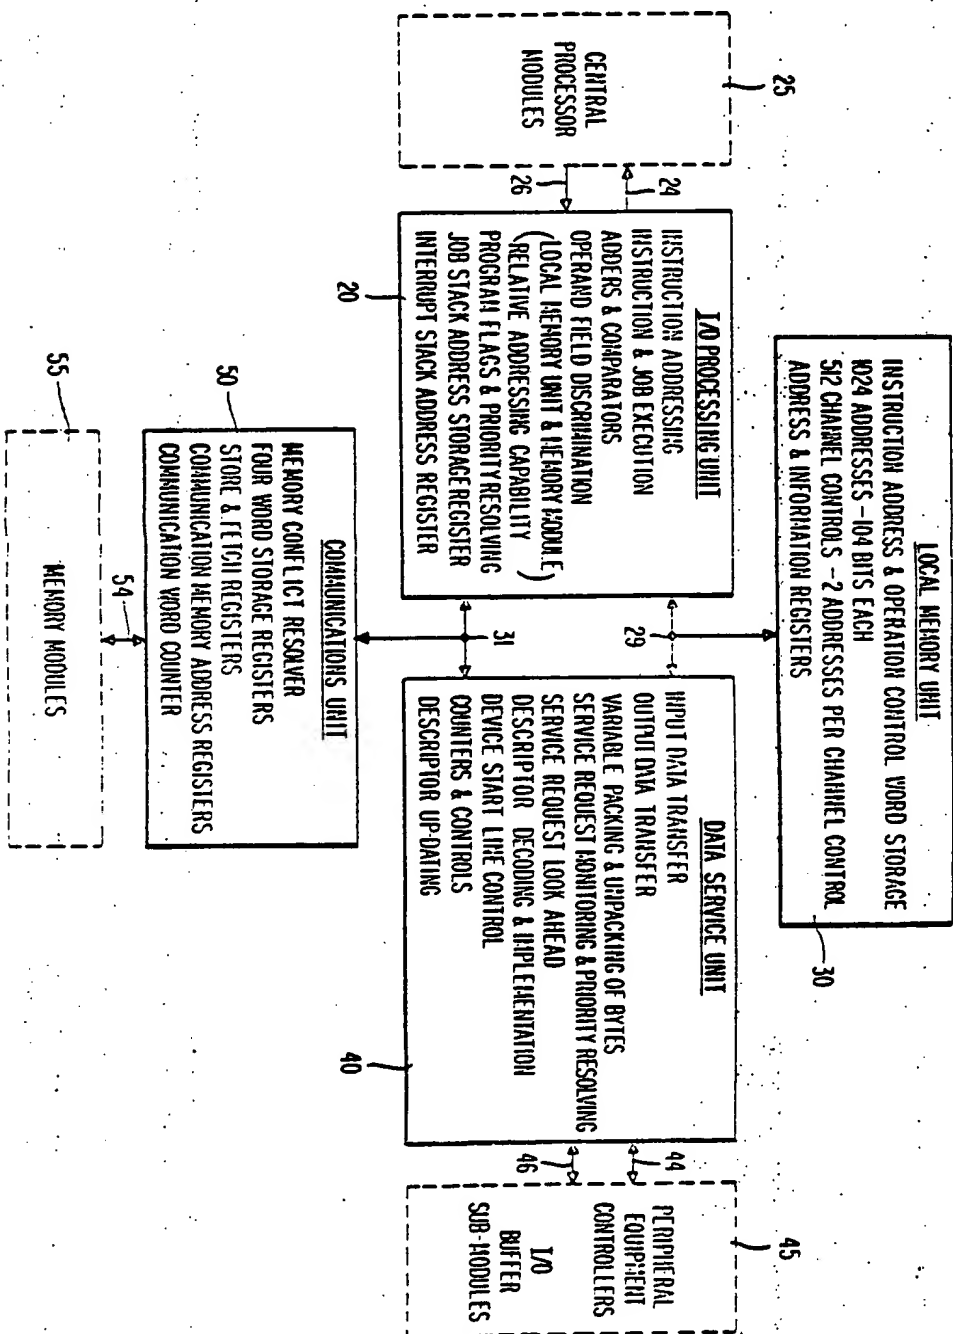 LOCAL MEMORY UNIT
INSTRUCTION ADDRESS & OPERATION CONTROL WORD STORAGE
1024 ADDRESSES - 104 BITS EACH
512 CHANNEL CONTROLS - 2 ADDRESSES PER CHANNEL CONTROL
ADDRESS & INFORMATION REGISTERS
30
25
CENTRAL
PROCESSOR
MODULES
24
26
I/O PROCESSING UNIT
INSTRUCTION ADDRESSING
INSTRUCTION & JOB EXECUTION
ADDERS & COMPARATORS
OPERAND FIELD DISCRIMINATION
(LOCAL MEMORY UNIT & MEMORY MODULE)
(RELATIVE ADDRESSING CAPABILITY
PROGRAM FLAGS & PRIORITY RESOLVING
JOB STACK ADDRESS STORAGE REGISTER
INTERRUPT STACK ADDRESS REGISTER
20
29
31
DATA SERVICE UNIT
INPUT DATA TRANSFER
OUTPUT DATA TRANSFER
VARIABLE PACKING & UNPACKING OF BYTES
SERVICE REQUEST MONITORING & PRIORITY RESOLVING
SERVICE REQUEST LOOK AHEAD
DESCRIPTOR DECODING & IMPLEMENTATION
DEVICE START LINE CONTROL
COUNTERS & CONTROLS
DESCRIPTOR UP-DATING
40
44
46
45
PERIPHERAL
EQUIPMENT
CONTROLLERS
I/O
BUFFER
SUB-MODULES
50
COMMUNICATIONS UNIT
MEMORY CONFLICT RESOLVER
FOUR WORD STORAGE REGISTERS
STORE & FETCH REGISTERS
COMMUNICATION MEMORY ADDRESS REGISTERS
COMMUNICATION WORD COUNTER
54
55
MEMORY MODULES